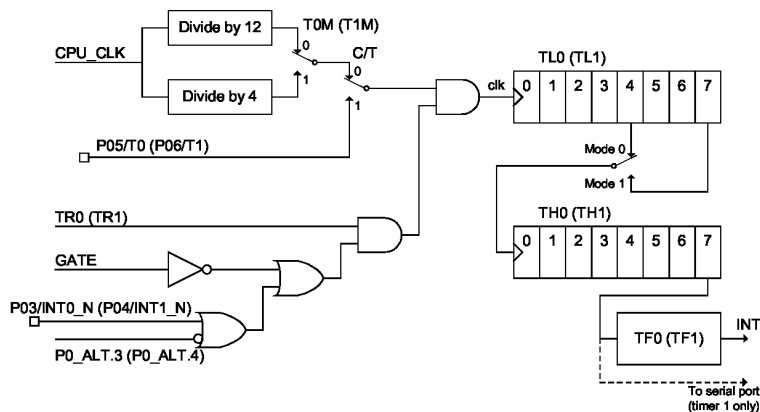 Divide by 12
T0M (T1M)
CPU_CLK
0
C/T
TL0 (TL1)
0
1
Divide by 4
1
clk
0 1 2 3 4 5 6 7
P05/T0 (P06/T1)
Mode 0
Mode 1
TR0 (TR1)
TH0 (TH1)
0 1 2 3 4 5 6 7
GATE
P03/INT0_N (P04/INT1_N)
P0_ALT.3 (P0_ALT.4)
TF0 (TF1)
INT
To serial port
(timer 1 only)